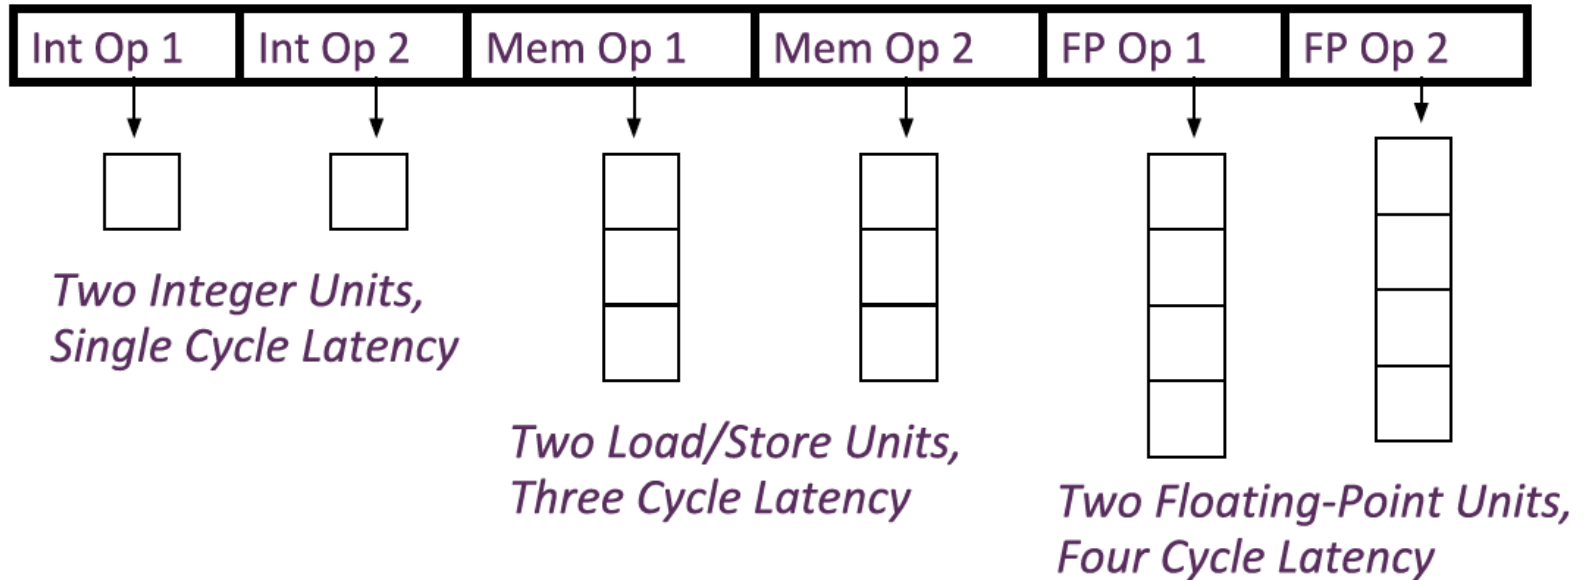 Int Op 1 Int Op 2 Mem Op 1 Mem Op 2 FP Op 1 FP Op 2
Two Integer Units,
Single Cycle Latency
Two Load/Store Units,
Three Cycle Latency
Two Floating-Point Units,
Four Cycle Latency